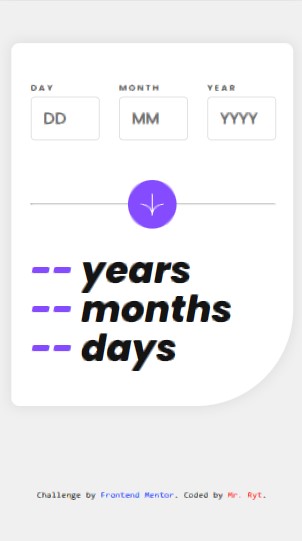 DAY MONTH YEAR
DD MM YYYY
-- years
-- months
-- days
Challenge by Frontend Mentor. Coded by Mr. Ryt.